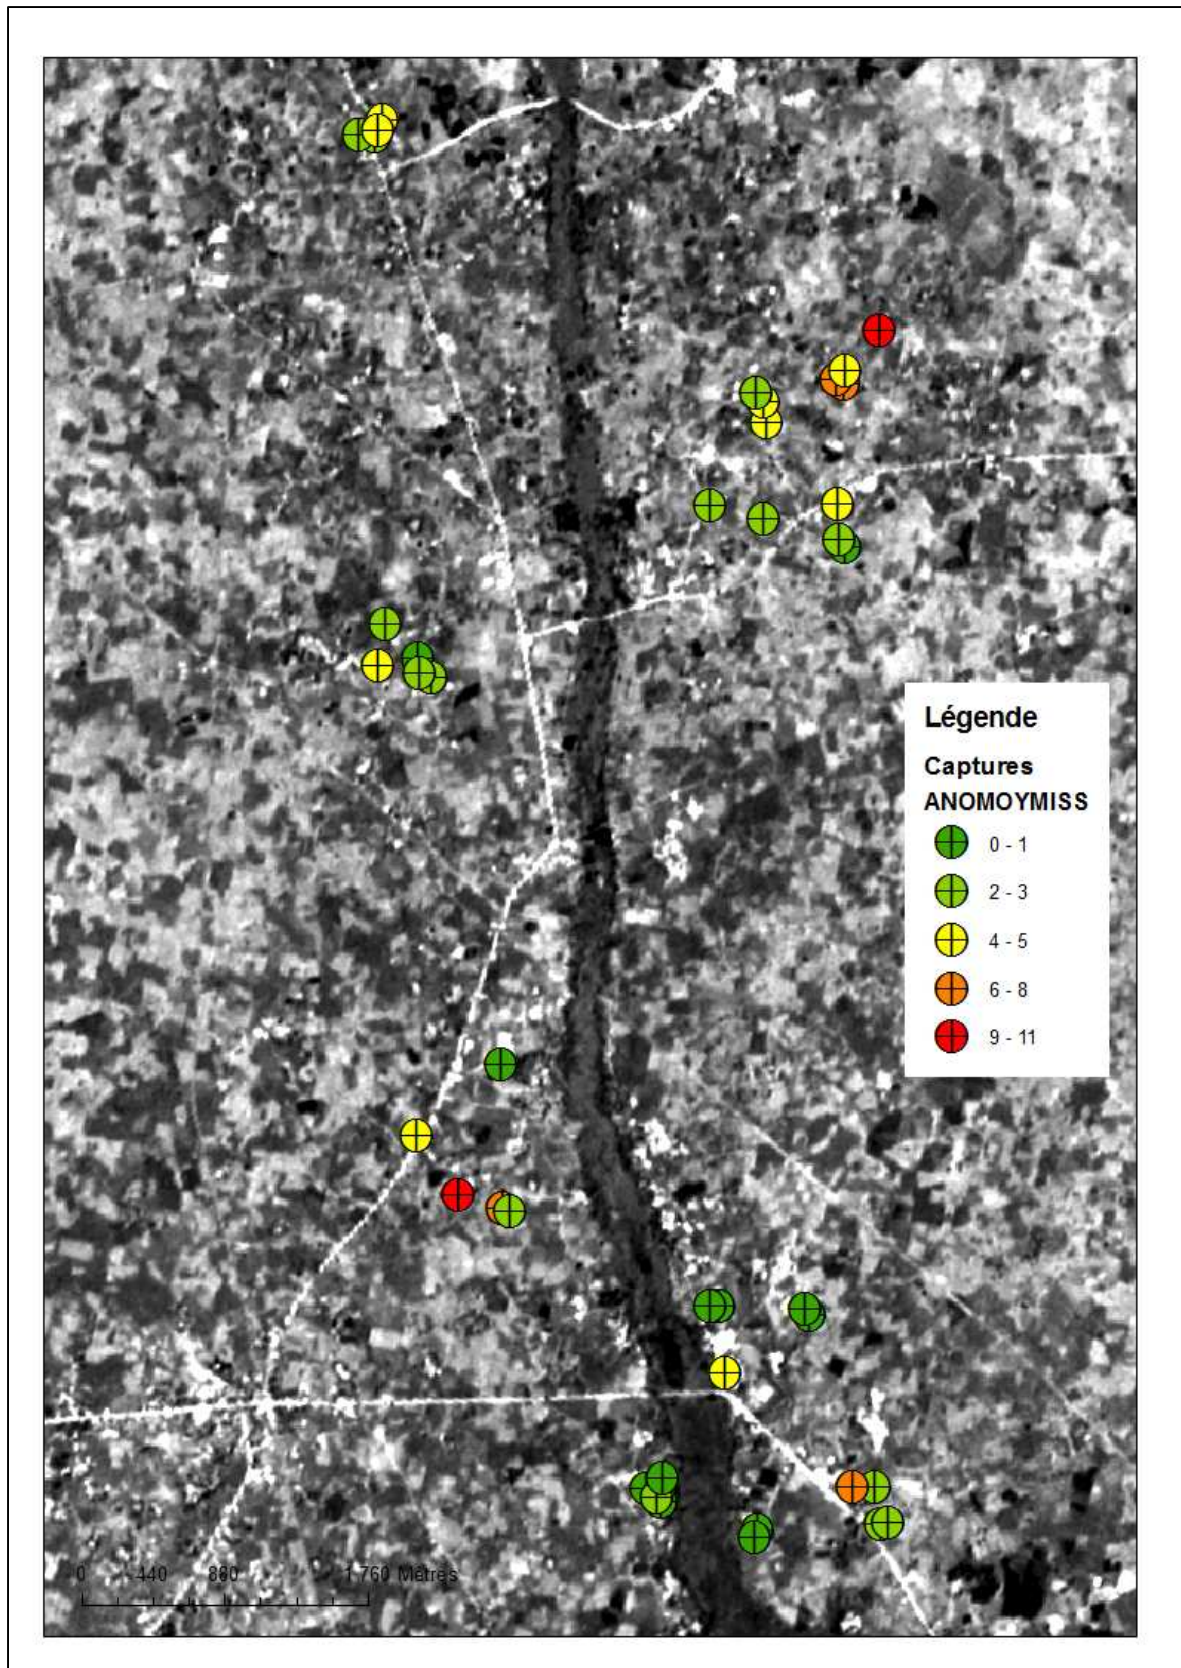 Légende
Captures
ANOMOYMISS
0 - 1
2 - 3
4 - 5
6 - 8
9 - 11
0 440 880 1 760 Mètres